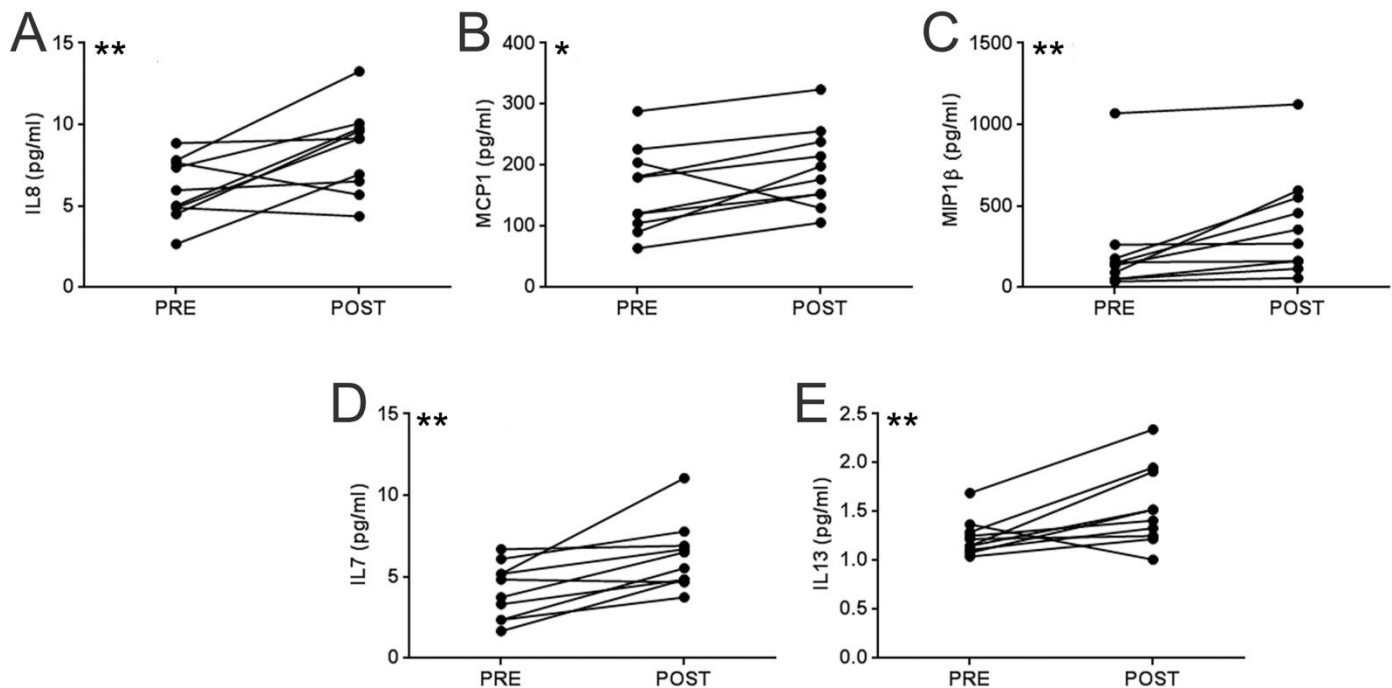 A
**
IL8 (pg/ml)
15
10
5
0
PRE POST
B
*
MCP1 (pg/ml)
400
300
200
100
0
PRE POST
C
**
MIP1β (pg/ml)
1500
1000
500
0
PRE POST
D
**
IL7 (pg/ml)
15
10
5
0
PRE POST
E
**
IL13 (pg/ml)
2.5
2.0
1.5
1.0
0.5
0.0
PRE POST